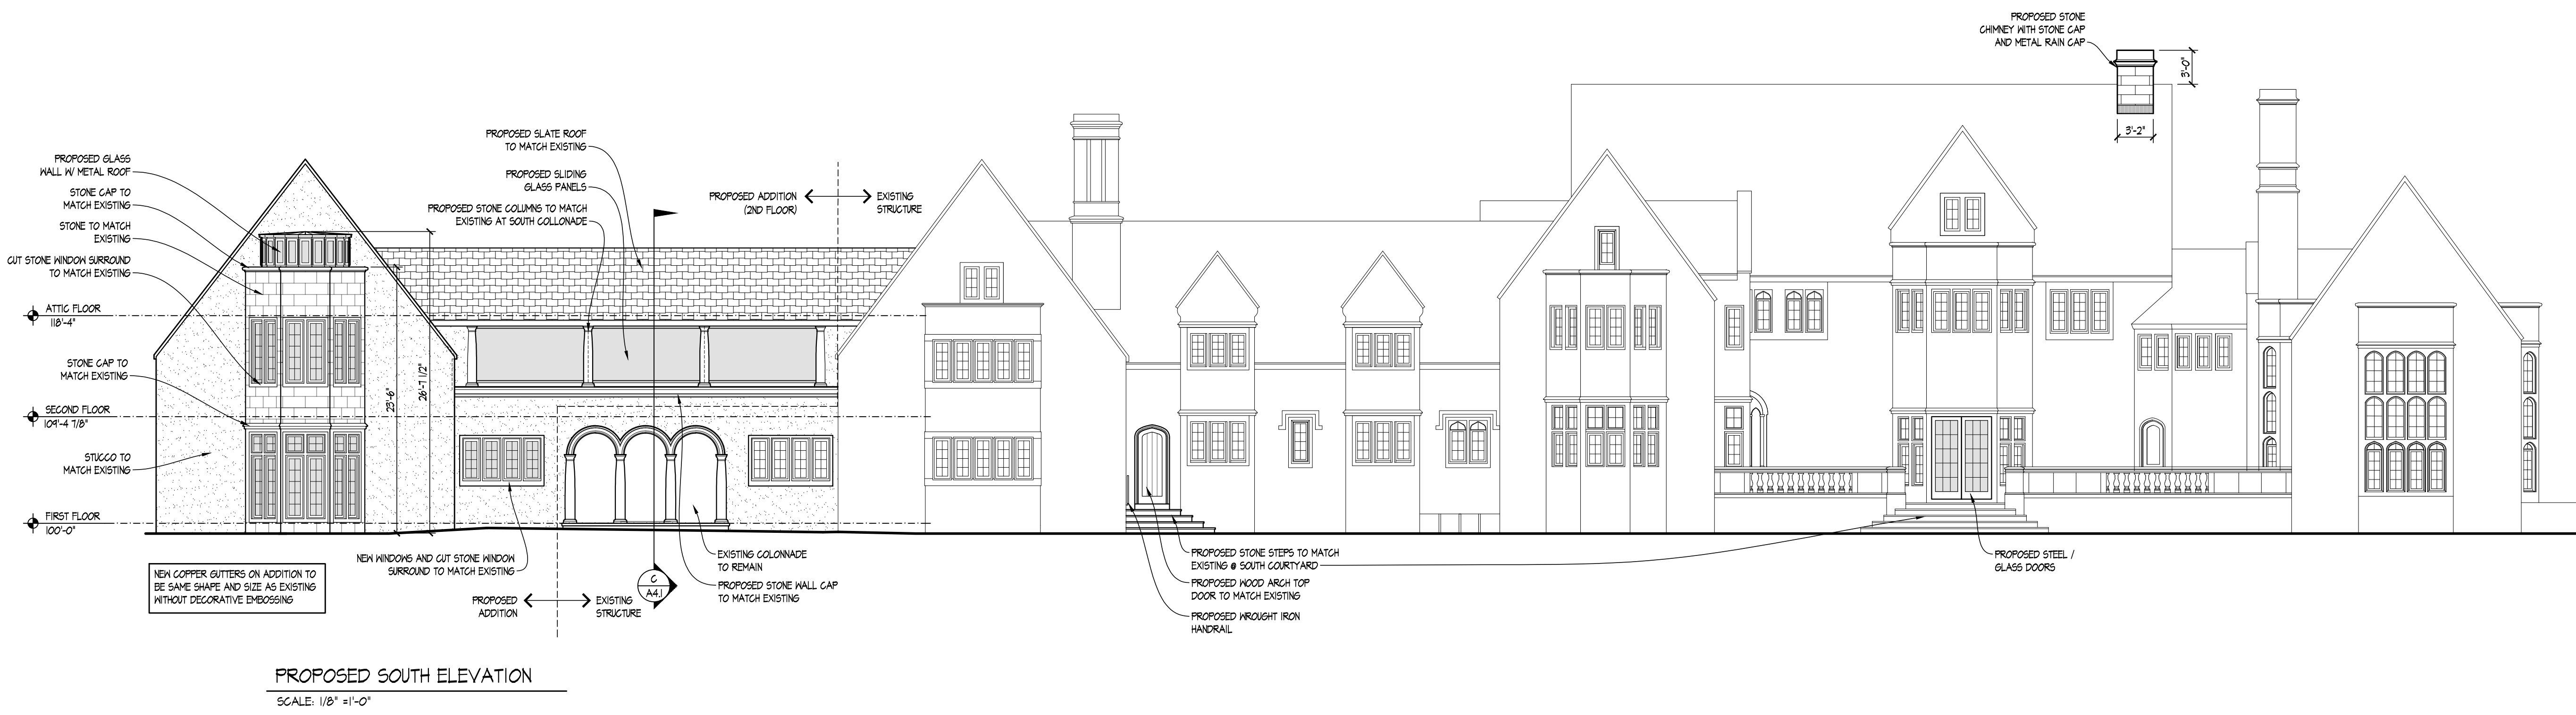 PROPOSED STONE
CHIMNEY WITH STONE CAP
AND METAL RAIN CAP
3'-0"
3'-2"
PROPOSED SLATE ROOF
TO MATCH EXISTING
PROPOSED SLIDING
GLASS PANELS
PROPOSED STONE COLUMNS TO MATCH
EXISTING AT SOUTH COLLONADE
PROPOSED ADDITION
(2ND FLOOR)
EXISTING
STRUCTURE
PROPOSED GLASS
WALL W/ METAL ROOF
STONE CAP TO
MATCH EXISTING
STONE TO MATCH
EXISTING
CUT STONE WINDOW SURROUND
TO MATCH EXISTING
ATTIC FLOOR
118'-4"
STONE CAP TO
MATCH EXISTING
23'-6"
26'-7 1/2"
SECOND FLOOR
109'-4 7/8"
STUCCO TO
MATCH EXISTING
FIRST FLOOR
100'-0"
NEW WINDOWS AND CUT STONE WINDOW
SURROUND TO MATCH EXISTING
NEW COPPER GUTTERS ON ADDITION TO
BE SAME SHAPE AND SIZE AS EXISTING
WITHOUT DECORATIVE EMBOSSING
PROPOSED
ADDITION
EXISTING
STRUCTURE
C
A4.1
EXISTING COLONNADE
TO REMAIN
PROPOSED STONE WALL CAP
TO MATCH EXISTING
PROPOSED STONE STEPS TO MATCH
EXISTING @ SOUTH COURTYARD
PROPOSED WOOD ARCH TOP
DOOR TO MATCH EXISTING
PROPOSED WROUGHT IRON
HANDRAIL
PROPOSED STEEL /
GLASS DOORS
PROPOSED SOUTH ELEVATION
SCALE: 1/8" =1'-0"